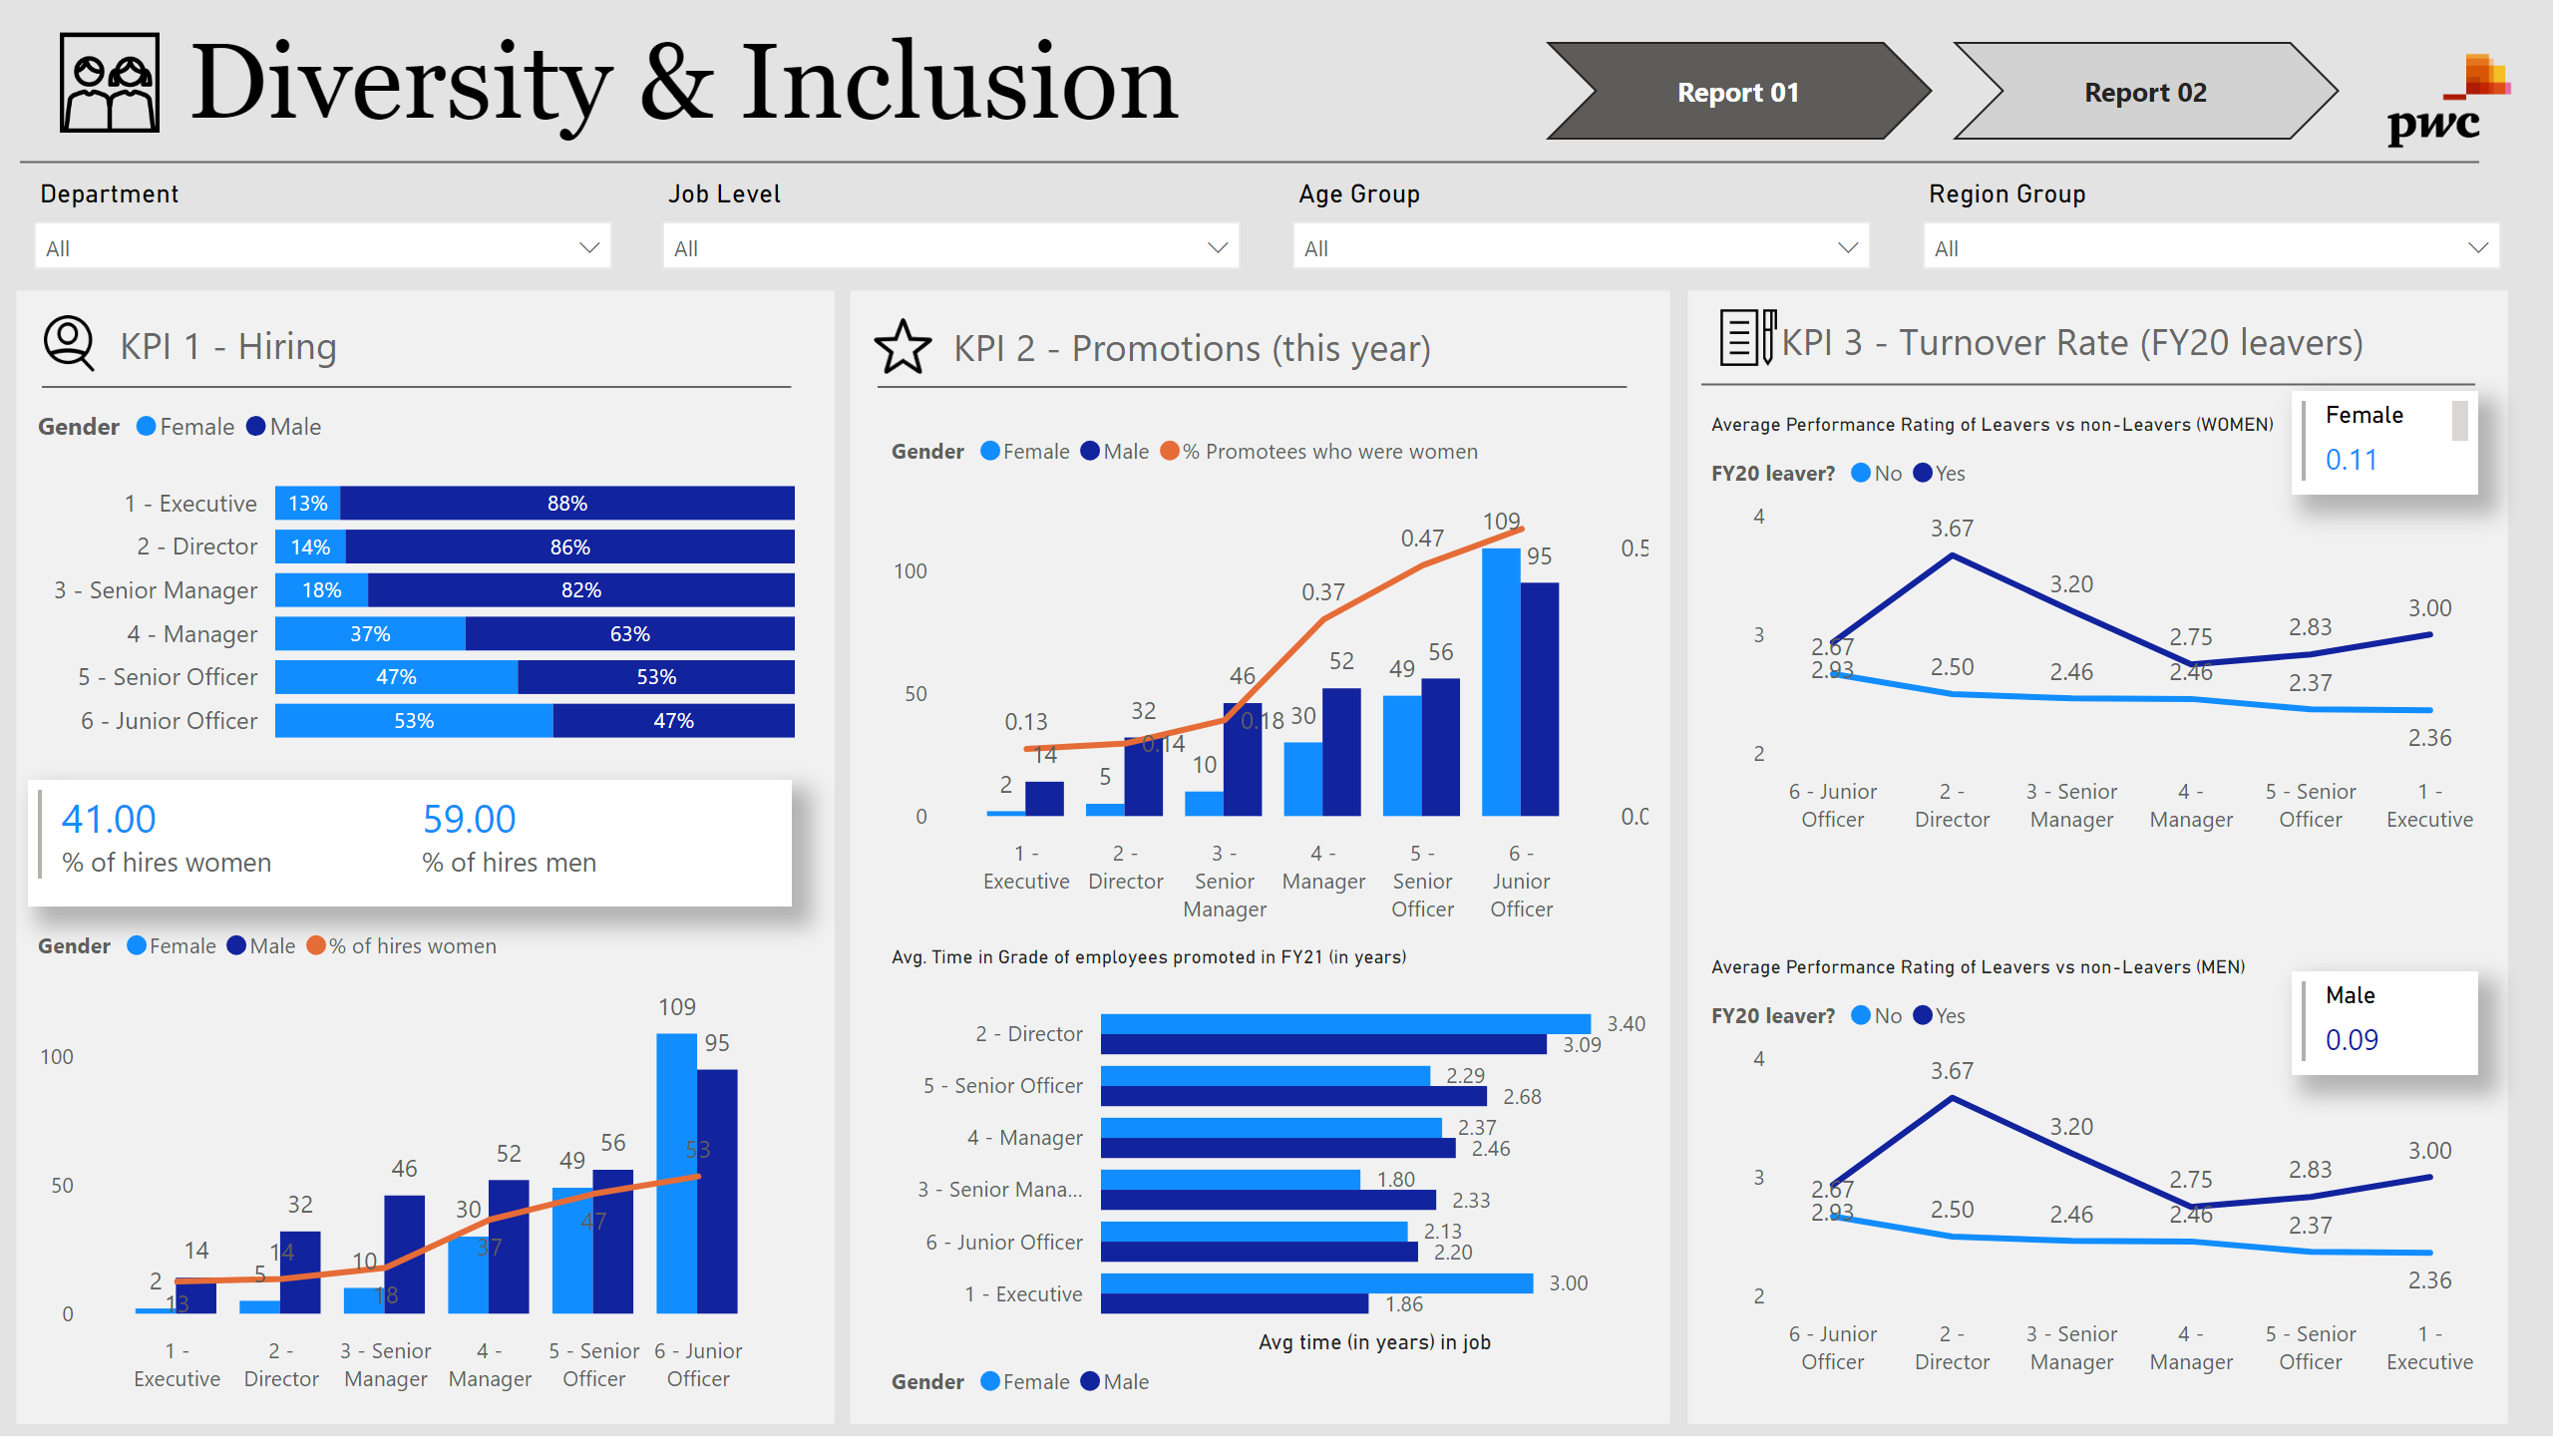 Diversity & Inclusion
Report 01
Report 02
pwc
Department
Job Level
Age Group
Region Group
All
All
All
All
KPI 1 - Hiring
Gender Female Male
1 - Executive 13% 88%
2 - Director 14% 86%
3 - Senior Manager 18% 82%
4 - Manager 37% 63%
5 - Senior Officer 47% 53%
6 - Junior Officer 53% 47%
41.00 59.00
% of hires women % of hires men
Gender Female Male % of hires women
109
95
100
53
56
52
49
46
50
47
30
32
37
14
14
10
5
2
18
13
0
1 - 2 - 3 - Senior 4 - 5 - Senior 6 - Junior
Executive Director Manager Manager Officer Officer
KPI 2 - Promotions (this year)
Gender Female Male % Promotees who were women
109
0.47
0.5
95
100
0.37
56
52
49
46
50
32
0.13
0.18 30
0.14
14
10
5
2
0
0.0
1 - 2 - 3 - 4 - 5 - 6 -
Executive Director Senior Manager Senior Junior
Manager Officer Officer
Avg. Time in Grade of employees promoted in FY21 (in years)
2 - Director 3.40
3.09
5 - Senior Officer 2.29
2.68
4 - Manager 2.37
2.46
3 - Senior Mana... 1.80
2.33
6 - Junior Officer 2.13
2.20
1 - Executive 3.00
1.86
Avg time (in years) in job
Gender Female Male
KPI 3 - Turnover Rate (FY20 leavers)
Average Performance Rating of Leavers vs non-Leavers (WOMEN)
Female
0.11
FY20 leaver? No Yes
4
3.67
3.20
3.00
3
2.83
2.75
2.67
2.93
2.50
2.46
2.46
2.37
2.36
2
6 - Junior 2 - 3 - Senior 4 - 5 - Senior 1 -
Officer Director Manager Manager Officer Executive
Average Performance Rating of Leavers vs non-Leavers (MEN)
Male
0.09
FY20 leaver? No Yes
4
3.67
3.20
3.00
3
2.83
2.75
2.67
2.93
2.50
2.46
2.46
2.37
2.36
2
6 - Junior 2 - 3 - Senior 4 - 5 - Senior 1 -
Officer Director Manager Manager Officer Executive